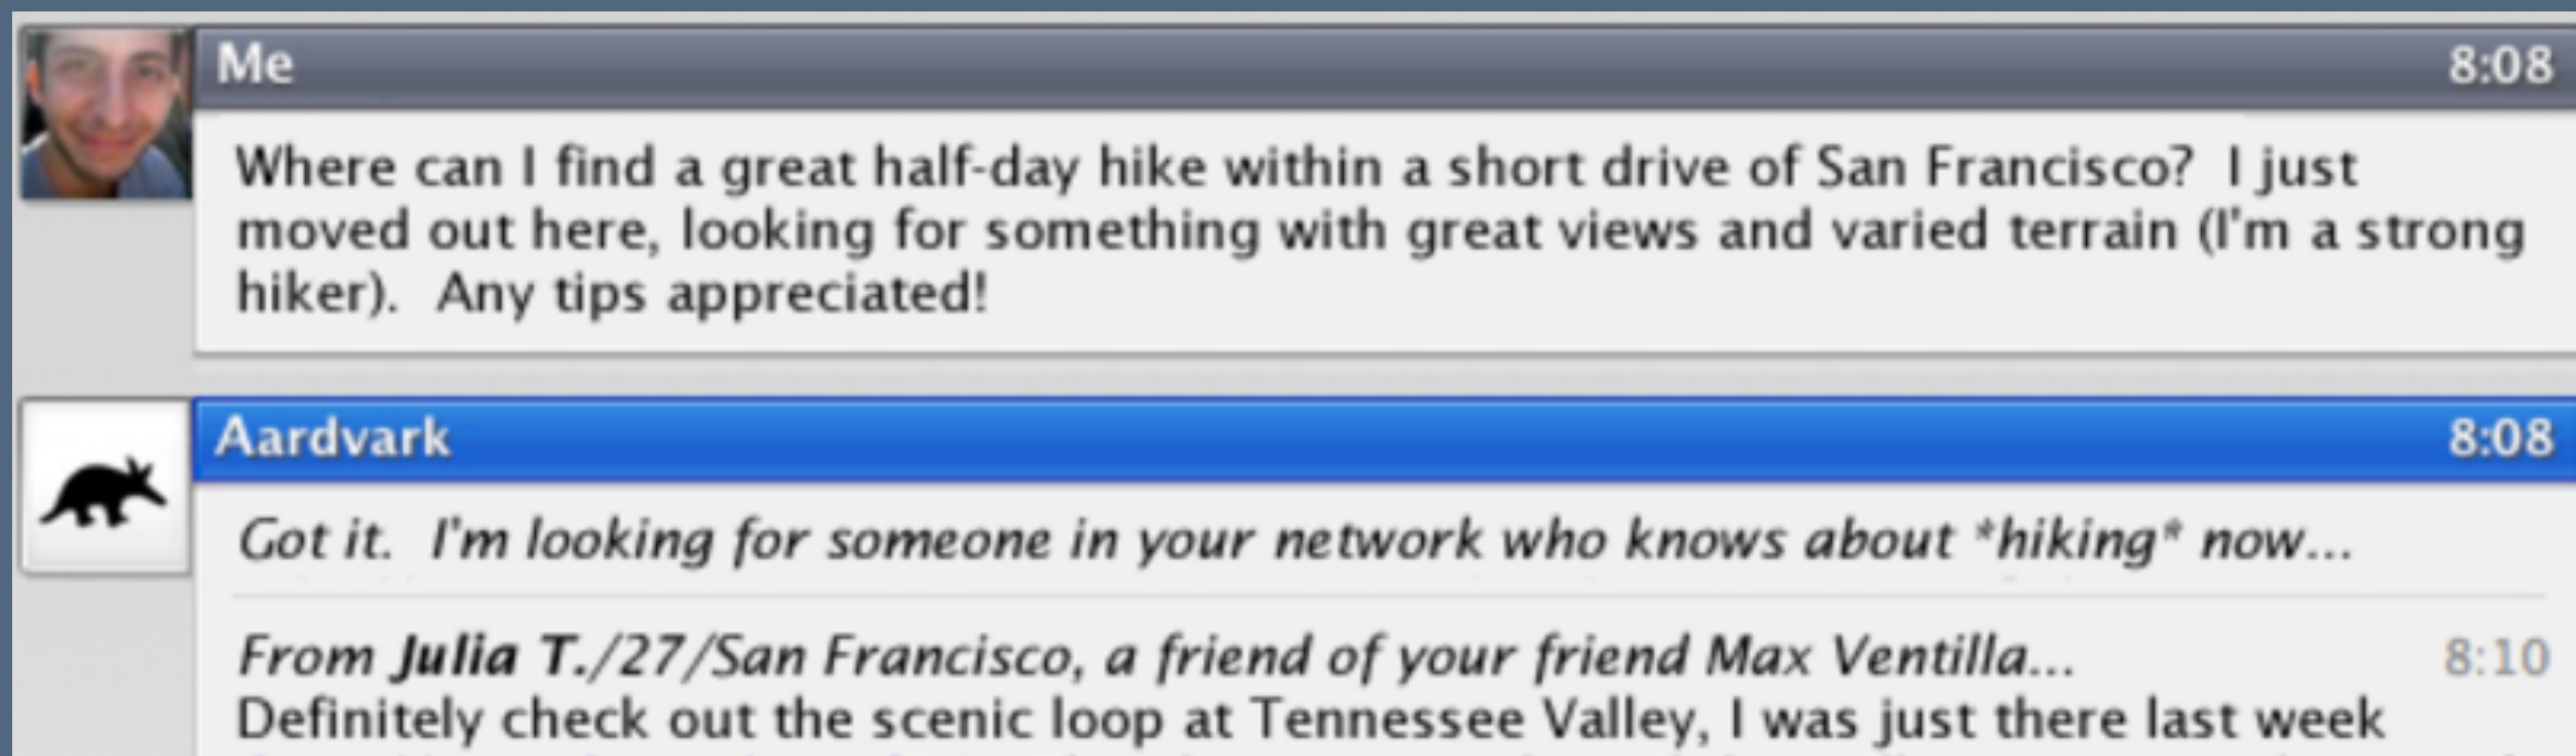 Me 8:08
Where can I find a great half-day hike within a short drive of San Francisco?  I just
moved out here, looking for something with great views and varied terrain (I'm a strong
hiker).  Any tips appreciated!
Aardvark 8:08
Got it.  I'm looking for someone in your network who knows about *hiking* now...
From Julia T./27/San Francisco, a friend of your friend Max Ventilla... 8:10
Definitely check out the scenic loop at Tennessee Valley, I was just there last week